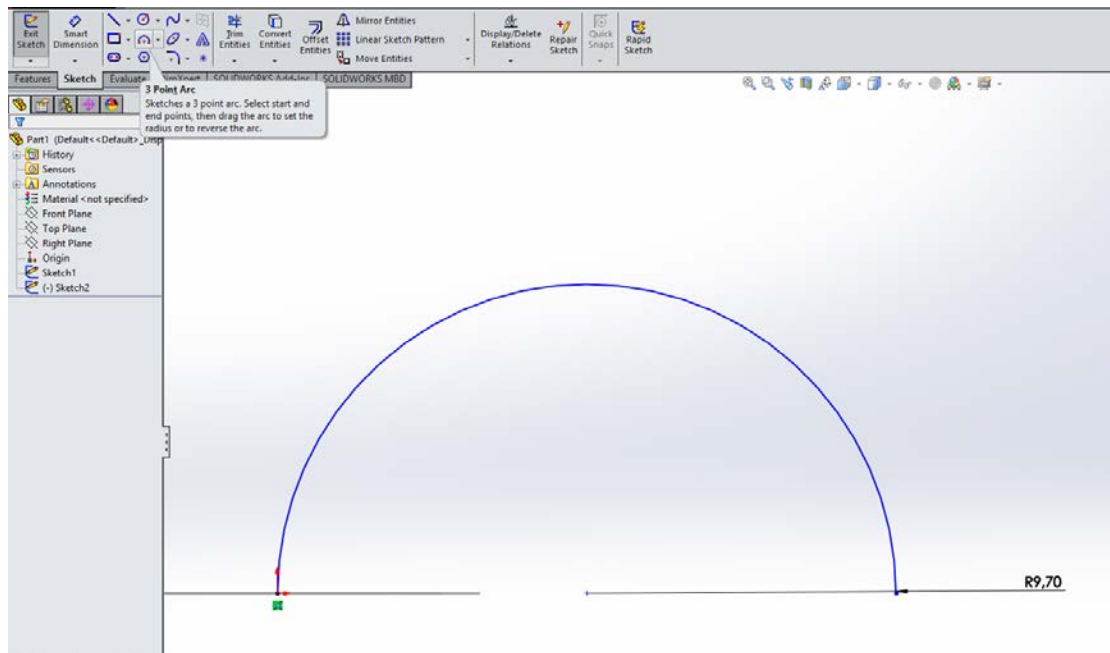 Exit
Sketch
Smart
Dimension
Trim
Entities
Convert
Entities
Offset
Entities
Mirror Entities
Linear Sketch Pattern
Move Entities
Display/Delete
Relations
Repair
Sketch
Quick
Snaps
Rapid
Sketch
Features
Sketch
Evaluate
SOLIDWORKS Add-Ins
SOLIDWORKS MBD
3 Point Arc
Sketches a 3 point arc. Select start and
end points, then drag the arc to set the
radius or to reverse the arc.
Part1 (Default<<Default>_Disp
History
Sensors
Annotations
Material <not specified>
Front Plane
Top Plane
Right Plane
Origin
Sketch1
(-) Sketch2
R9,70